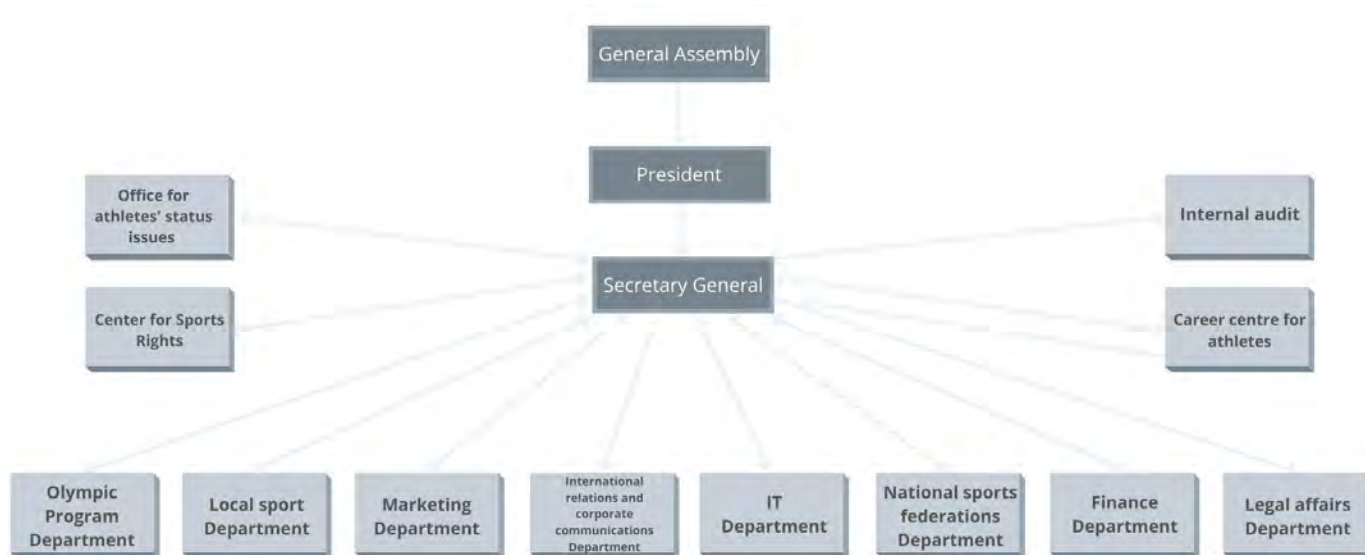 General Assembly
President
Office for
athletes' status
issues
Internal audit
Secretary General
Center for Sports
Rights
Career centre for
athletes
Olympic
Program
Department
Local sport
Department
Marketing
Department
International
relations and
corporate
communications
Department
IT
Department
National sports
federations
Department
Finance
Department
Legal affairs
Department